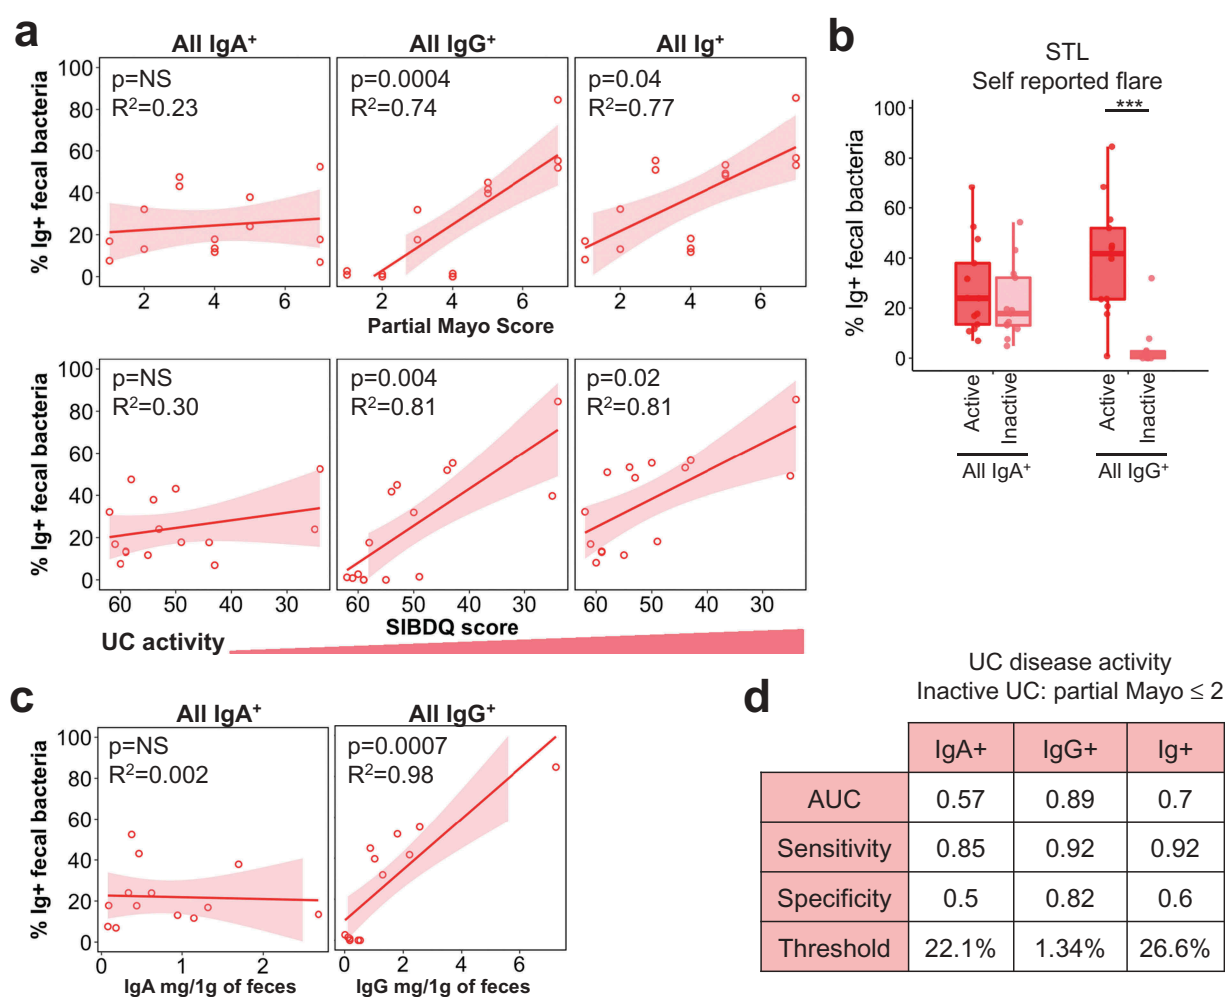 a
All IgA⁺
All IgG⁺
All Ig⁺
% Ig+ fecal bacteria
100
80
60
40
20
0
p=NS
R²=0.23
p=0.0004
R²=0.74
p=0.04
R²=0.77
2 4 6
2 4 6
2 4 6
Partial Mayo Score
% Ig+ fecal bacteria
100
80
60
40
20
0
p=NS
R²=0.30
p=0.004
R²=0.81
p=0.02
R²=0.81
60 50 40 30
60 50 40 30
60 50 40 30
SIBDQ score
UC activity
b
STL
Self reported flare
% Ig+ fecal bacteria
100
80
60
40
20
0
***
Active
Inactive
Active
Inactive
All IgA⁺
All IgG⁺
c
All IgA⁺
All IgG⁺
% Ig+ fecal bacteria
100
80
60
40
20
0
p=NS
R²=0.002
p=0.0007
R²=0.98
0 1 2
0 2 4 6
IgA mg/1g of feces
IgG mg/1g of feces
d
UC disease activity
Inactive UC: partial Mayo ≤ 2
IgA+ IgG+ Ig+
AUC 0.57 0.89 0.7
Sensitivity 0.85 0.92 0.92
Specificity 0.5 0.82 0.6
Threshold 22.1% 1.34% 26.6%